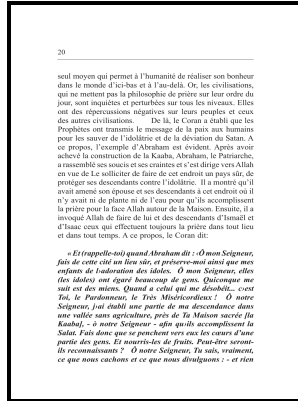 20
seul moyen qui permet à l'humanité de réaliser son bonheur
dans le monde d'ici-bas et à l'au-delà. Or, les civilisations,
qui ne mettent pas la philosophie de prière sur leur ordre du
jour, sont inquiètes et perturbées sur tous les niveaux. Elles
ont des répercussions négatives sur leurs peuples et ceux
des autres civilisations. De là, le Coran a établi que les
Prophètes ont transmis le message de la paix aux humains
pour les sauver de l'idolâtrie et de la déviation du Satan. A
ce propos, l'exemple d'Abraham est évident. Après avoir
achevé la construction de la Kaaba, Abraham, le Patriarche,
a rassemblé ses soucis et ses craintes et s'est dirige vers Allah
en vue de Le solliciter de faire de cet endroit un pays sûr, de
protéger ses descendants contre l'idolâtrie. Il a montré qu'il
avait amené son épouse et ses descendants à cet endroit où il
n'y avait ni de plante ni de l'eau pour qu'ils accomplissent
la prière pour la face Allah autour de la Maison. Ensuite, il a
invoqué Allah de faire de lui et des descendants d'Ismaël et
d'Isaac ceux qui effectuent toujours la prière dans tout lieu
et dans tout temps. A ce propos, le Coran dit:
« Et (rappelle-toi) quand Abraham dit : ‹Ô mon Seigneur,
fais de cette cité un lieu sûr, et préserve-moi ainsi que mes
enfants de l›adoration des idoles. Ô mon Seigneur, elles
(les idoles) ont égaré beaucoup de gens. Quiconque me
suit est des miens. Quand a celui qui me désobéit... c›est
Toi, le Pardonneur, le Très Miséricordieux ! Ô notre
Seigneur, j›ai établi une partie de ma descendance dans
une vallée sans agriculture, près de Ta Maison sacrée [la
Kaaba], - ô notre Seigneur - afin qu›ils accomplissent la
Salat. Fais donc que se penchent vers eux les cœurs d'une
partie des gens. Et nourris-les de fruits. Peut-être seront-
ils reconnaissants ? Ô notre Seigneur, Tu sais, vraiment,
ce que nous cachons et ce que nous divulguons : - et rien